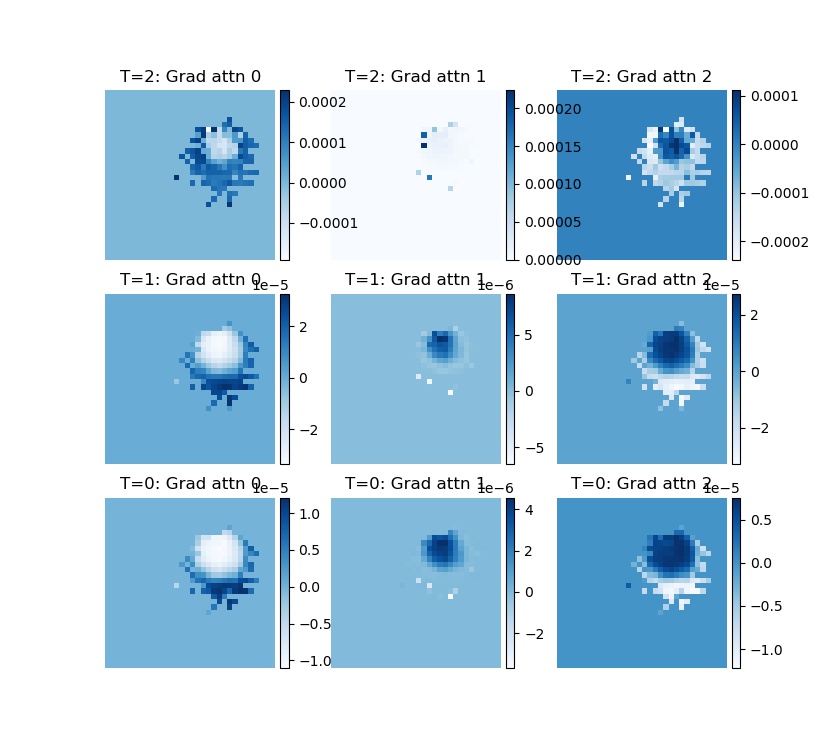 T=2: Grad attn 0
T=2: Grad attn 1
T=2: Grad attn 2
0.0002
0.0001
0.0000
−0.0001
0.00020
0.00015
0.00010
0.00005
0.00000
0.0001
0.0000
−0.0001
−0.0002
T=1: Grad attn 0
1e−5
T=1: Grad attn 1
1e−6
T=1: Grad attn 2
1e−5
2
0
−2
5
0
−5
2
0
−2
T=0: Grad attn 0
1e−5
T=0: Grad attn 1
1e−6
T=0: Grad attn 2
1e−5
1.0
0.5
0.0
−0.5
−1.0
4
2
0
−2
0.5
0.0
−0.5
−1.0